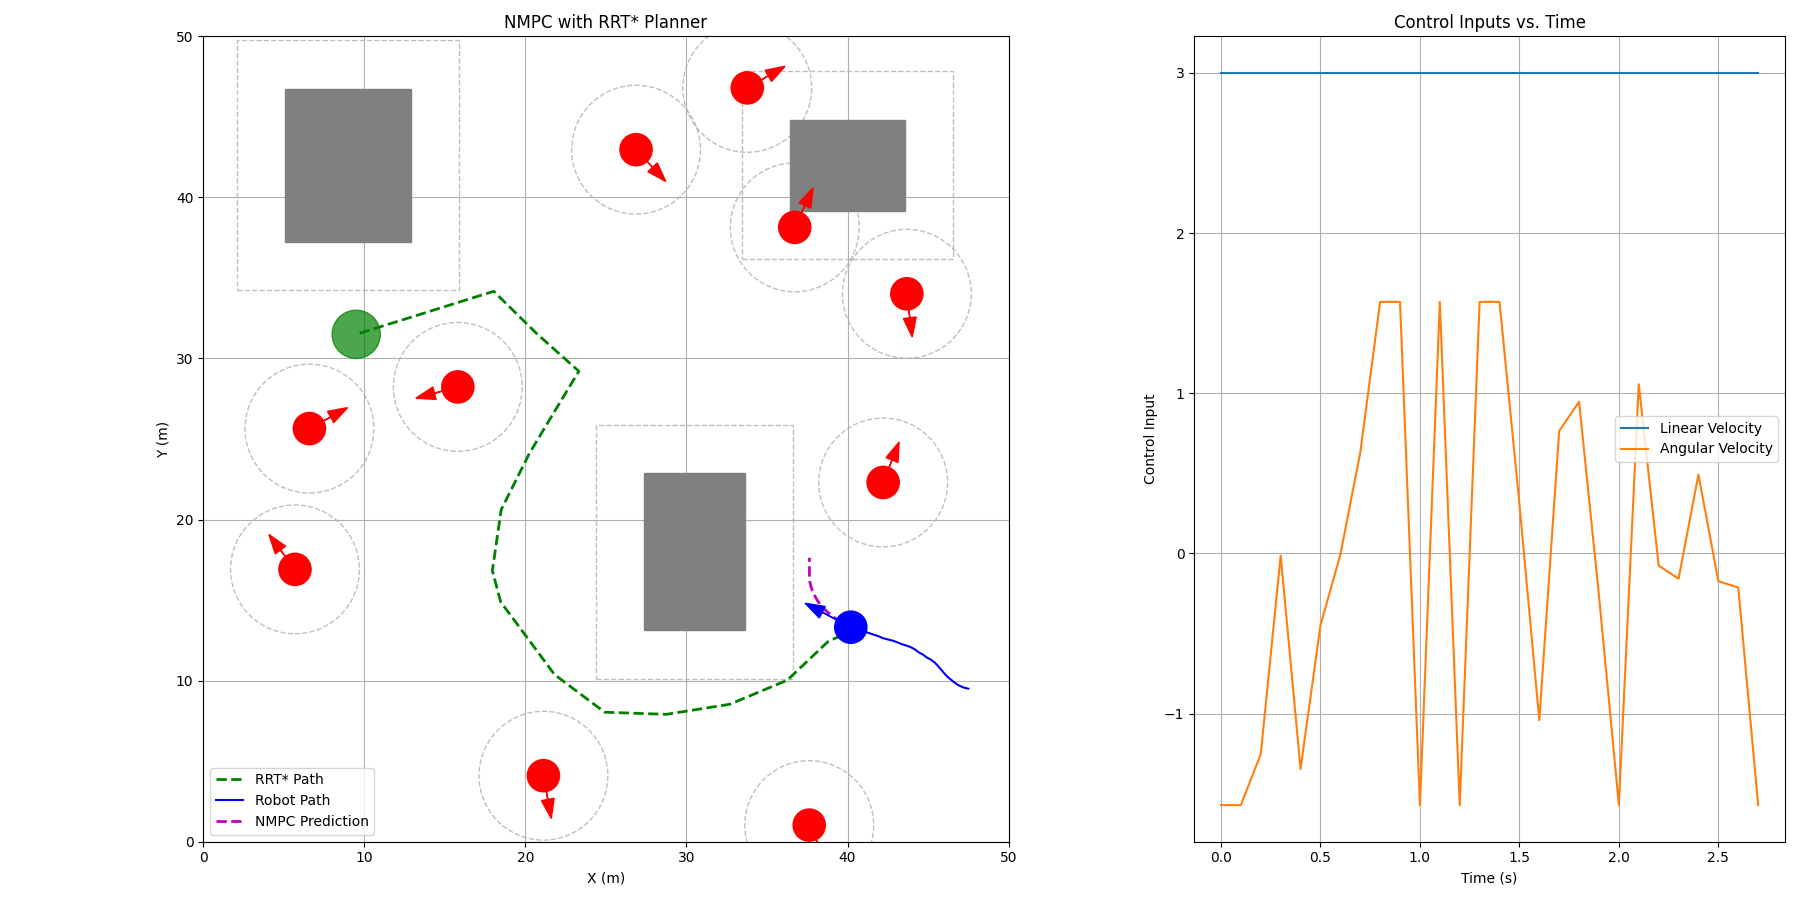 NMPC with RRT* Planner
50
40
30
20
10
0
Y (m)
RRT* Path
Robot Path
NMPC Prediction
0 10 20 30 40 50
X (m)
Control Inputs vs. Time
3
2
1
0
−1
Control Input
Linear Velocity
Angular Velocity
0.0 0.5 1.0 1.5 2.0 2.5
Time (s)